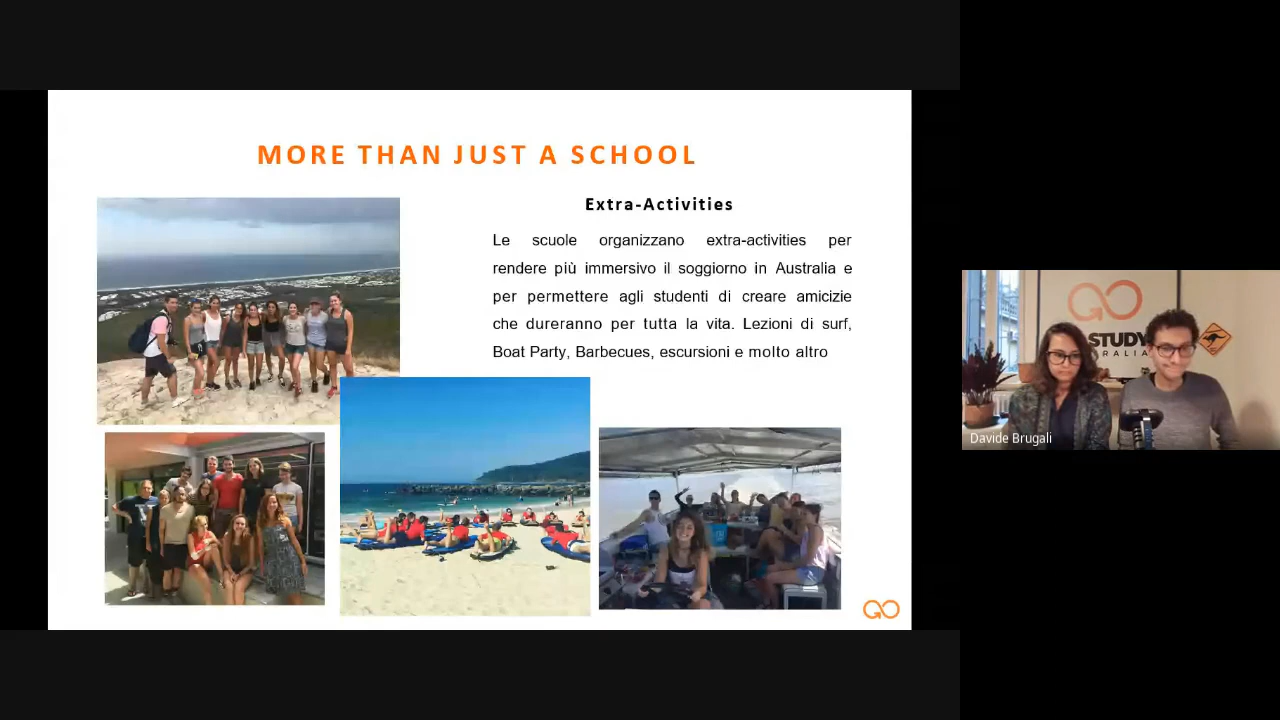 MORE THAN JUST A SCHOOL
Extra-Activities
Le scuole organizzano extra-activities per
rendere più immersivo il soggiorno in Australia e
per permettere agli studenti di creare amicizie
che dureranno per tutta la vita. Lezioni di surf,
Boat Party, Barbecues, escursioni e molto altro
STUDY
RALIA
Davide Brugali